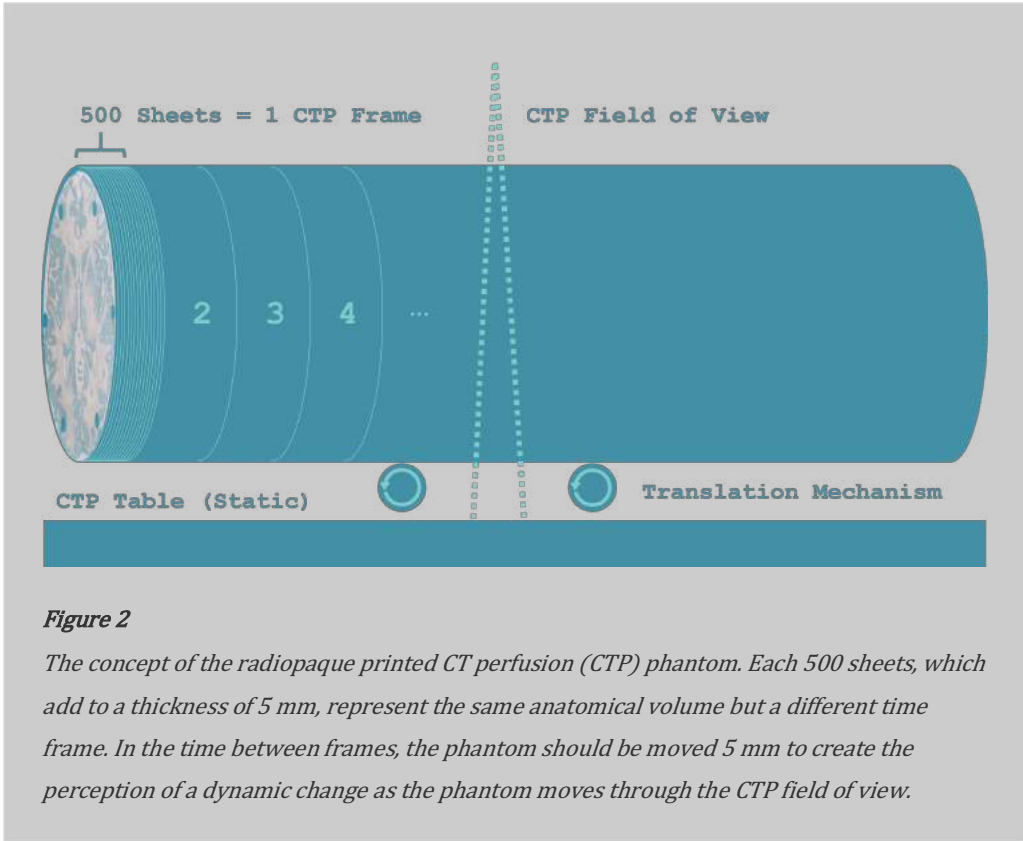 500 Sheets = 1 CTP Frame
CTP Field of View
2
3
4
...
CTP Table (Static)
Translation Mechanism
Figure 2
The concept of the radiopaque printed CT perfusion (CTP) phantom. Each 500 sheets, which
add to a thickness of 5 mm, represent the same anatomical volume but a different time
frame. In the time between frames, the phantom should be moved 5 mm to create the
perception of a dynamic change as the phantom moves through the CTP field of view.